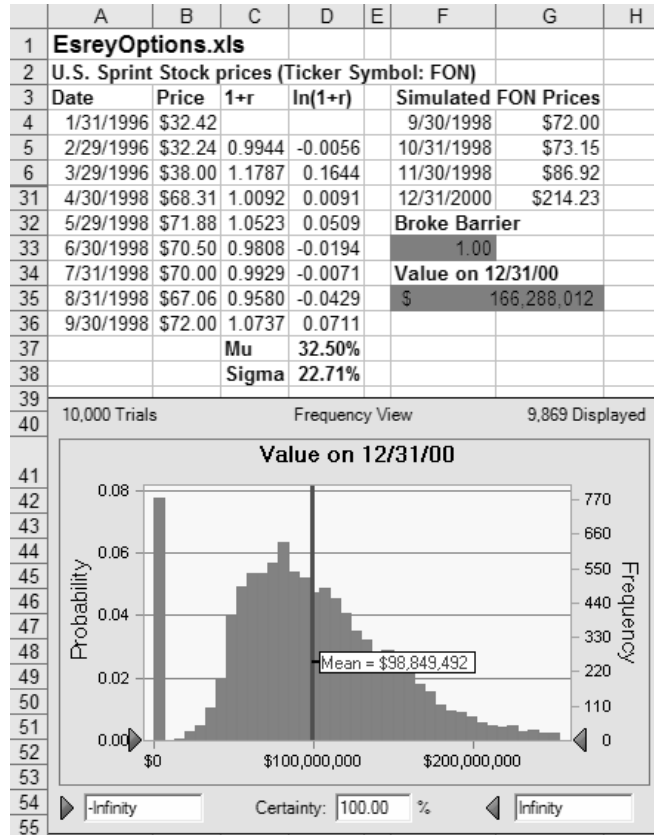 A B C D E F G H
1 EsreyOptions.xls
2 U.S. Sprint Stock prices (Ticker Symbol: FON)
3 Date Price 1+r ln(1+r) Simulated FON Prices
4 1/31/1996 $32.42 9/30/1998 $72.00
5 2/29/1996 $32.24 0.9944 -0.0056 10/31/1998 $73.15
6 3/29/1996 $38.00 1.1787 0.1644 11/30/1998 $86.92
31 4/30/1998 $68.31 1.0092 0.0091 12/31/2000 $214.23
32 5/29/1998 $71.88 1.0523 0.0509 Broke Barrier
33 6/30/1998 $70.50 0.9808 -0.0194 1.00
34 7/31/1998 $70.00 0.9929 -0.0071 Value on 12/31/00
35 8/31/1998 $67.06 0.9580 -0.0429 $ 166,288,012
36 9/30/1998 $72.00 1.0737 0.0711
37 Mu 32.50%
38 Sigma 22.71%
39
40 10,000 Trials Frequency View 9,869 Displayed
41 Value on 12/31/00
42 0.08 770
43 660
44 0.06
45 550
46 0.04 440
47 330
48 Mean = $98,849,492
49 0.02 220
50 110
51 0.00 0
52 $0 $100,000,000 $200,000,000
53
54 -Infinity Certainty: 100.00 % Infinity
55
Probability
Frequency